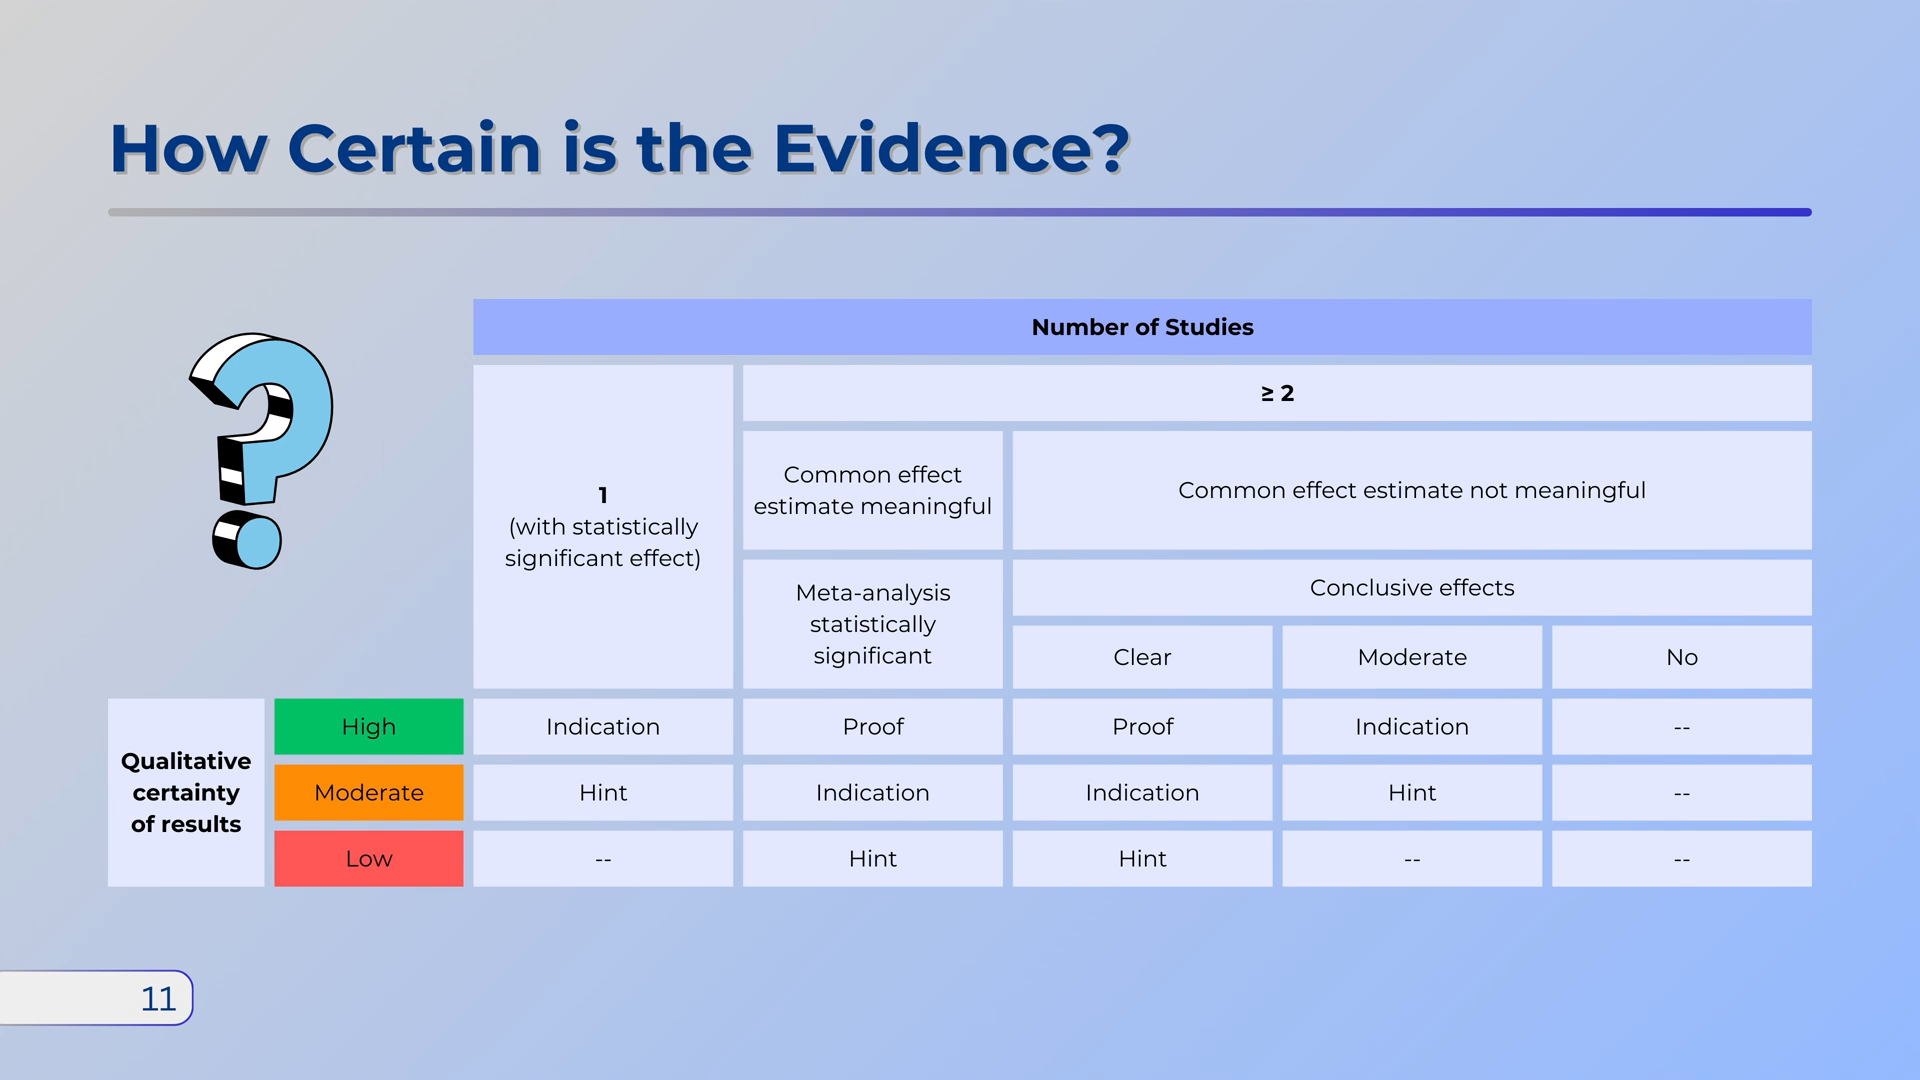 How Certain is the Evidence?
Number of Studies
1
(with statistically
significant effect)
≥ 2
Common effect
estimate meaningful
Common effect estimate not meaningful
Meta-analysis
statistically
significant
Conclusive effects
Clear
Moderate
No
Qualitative
certainty
of results
High
Indication
Proof
Proof
Indication
--
Moderate
Hint
Indication
Indication
Hint
--
Low
--
Hint
Hint
--
--
11